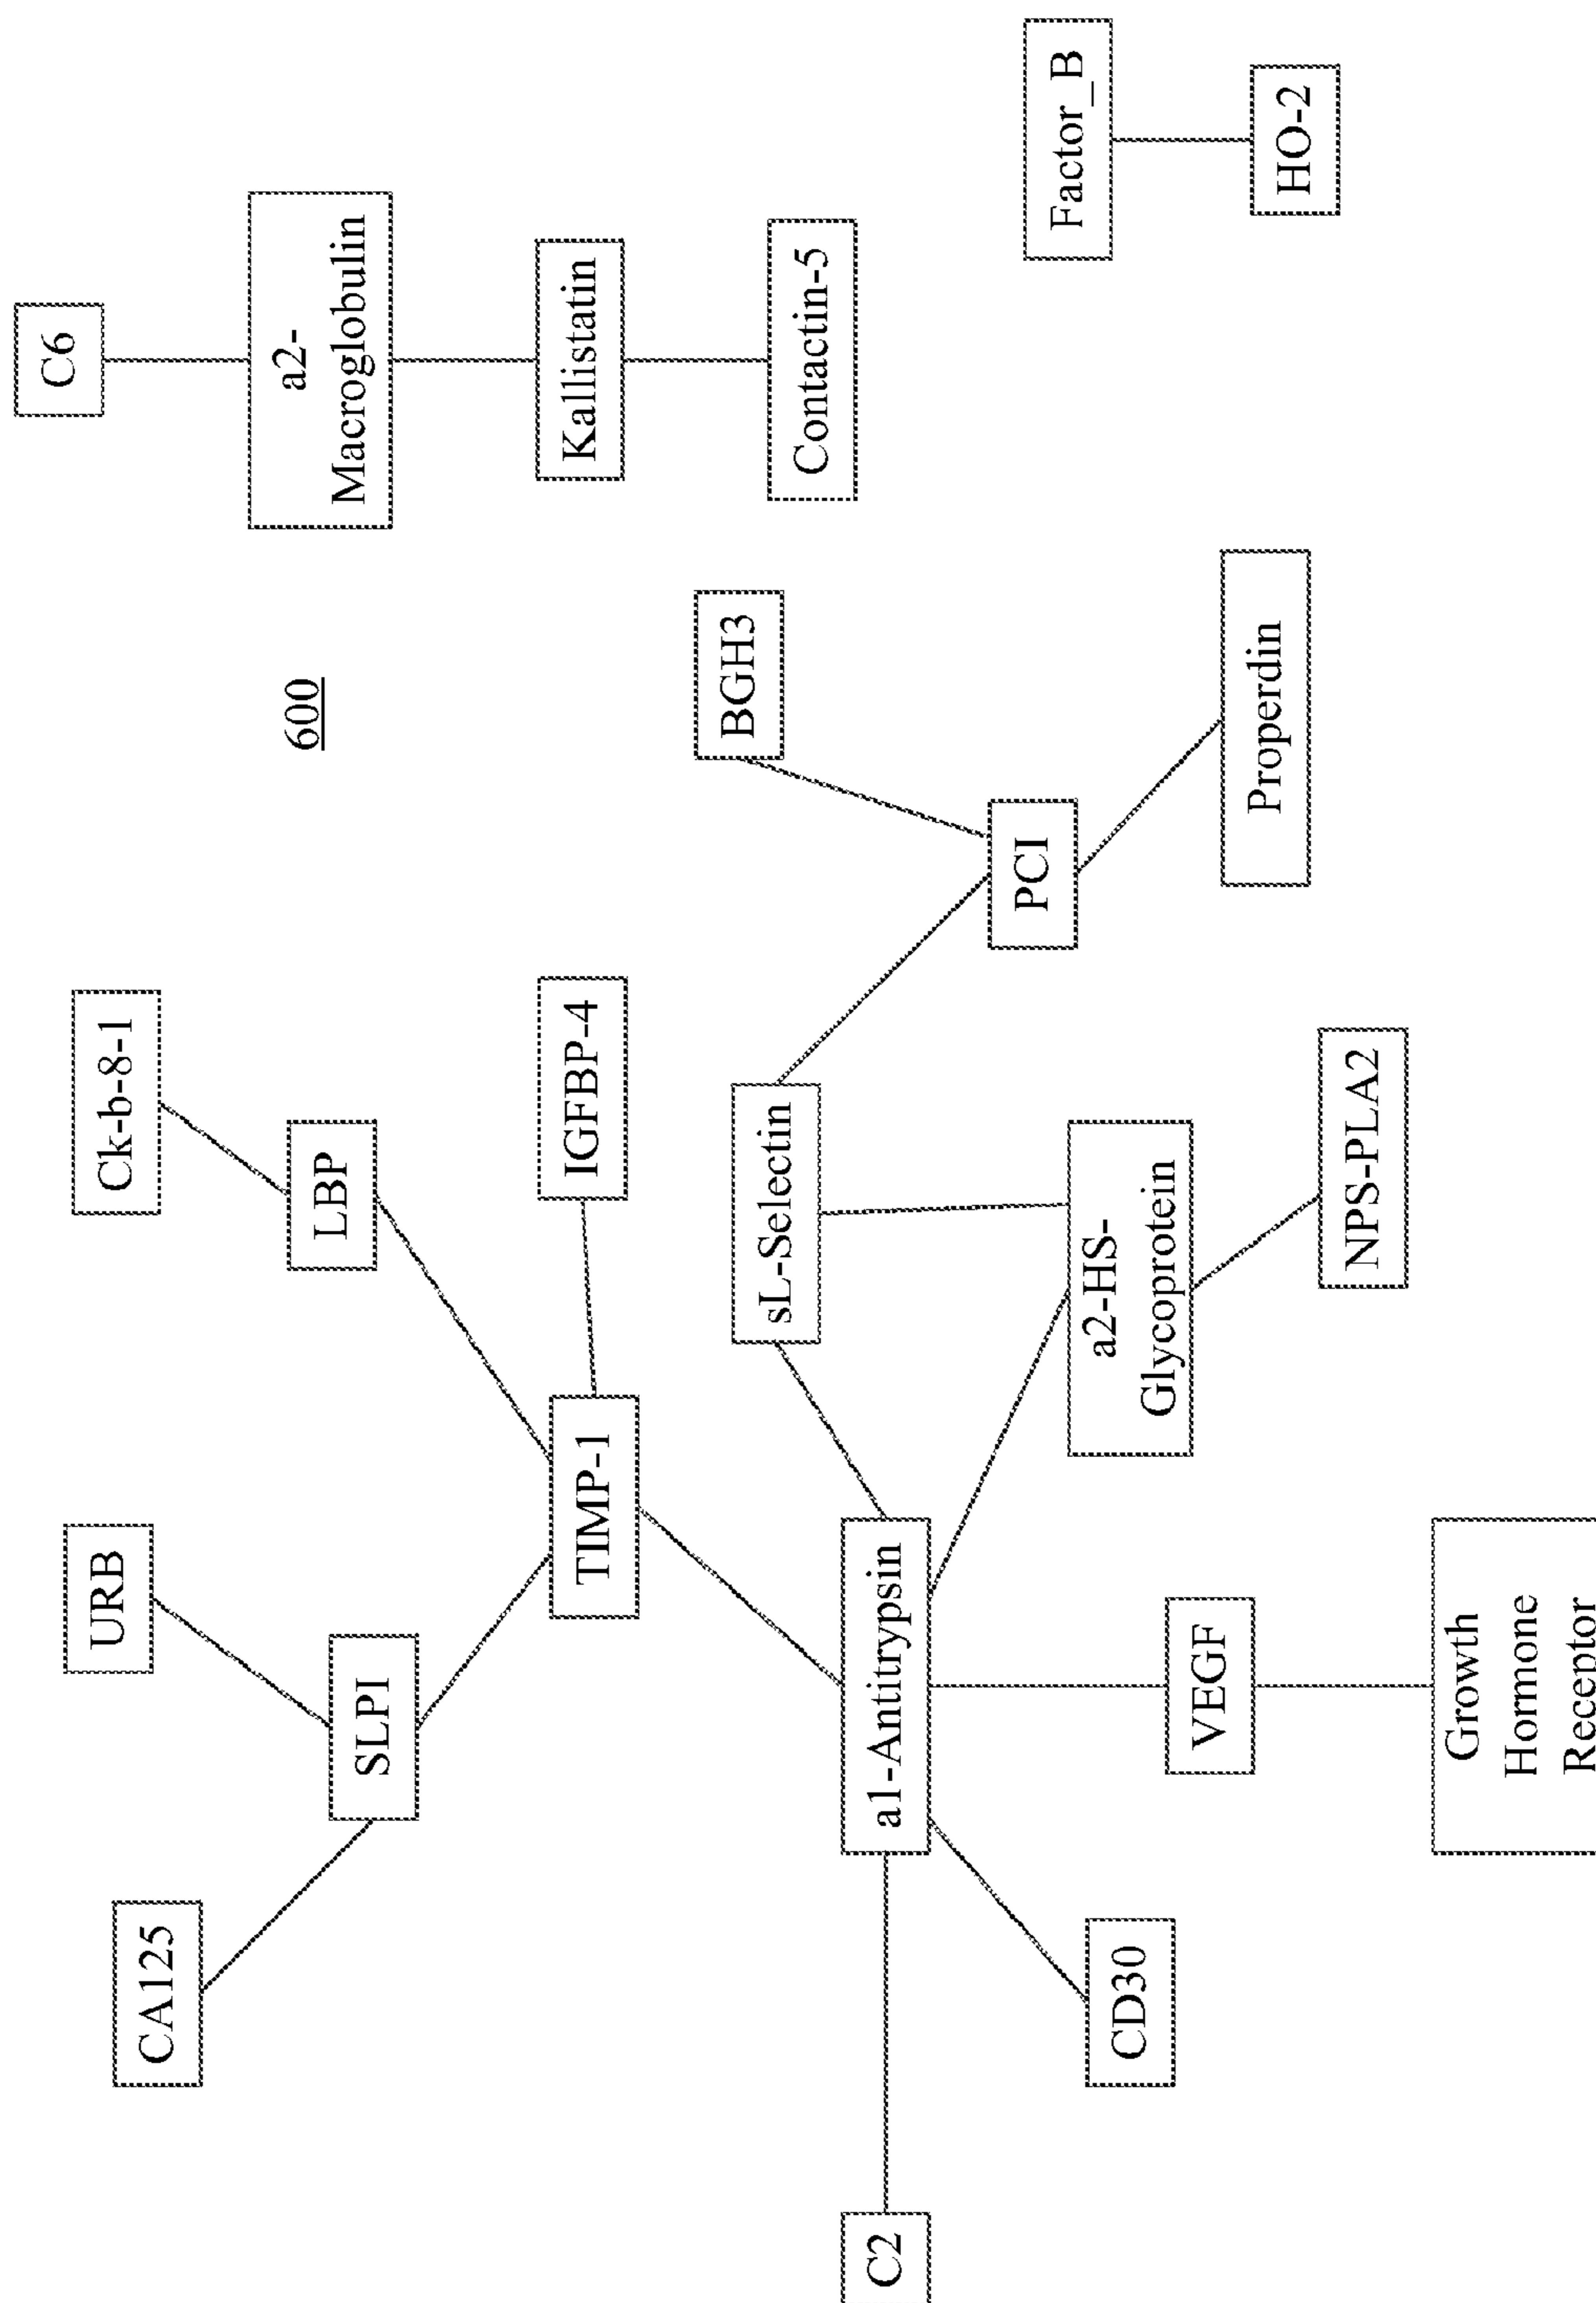 C6
a2-
Macroglobulin
Kallistatin
Contactin-5
Factor_B
HO-2
600
BGH3
PCI
Properdin
Ck-b-8-1
LBP
IGFBP-4
sL-Selectin
a2-HS-
Glycoprotein
NPS-PLA2
URB
SLPI
TIMP-1
CA125
a1-Antitrypsin
VEGF
Growth
Hormone
Receptor
CD30
C2